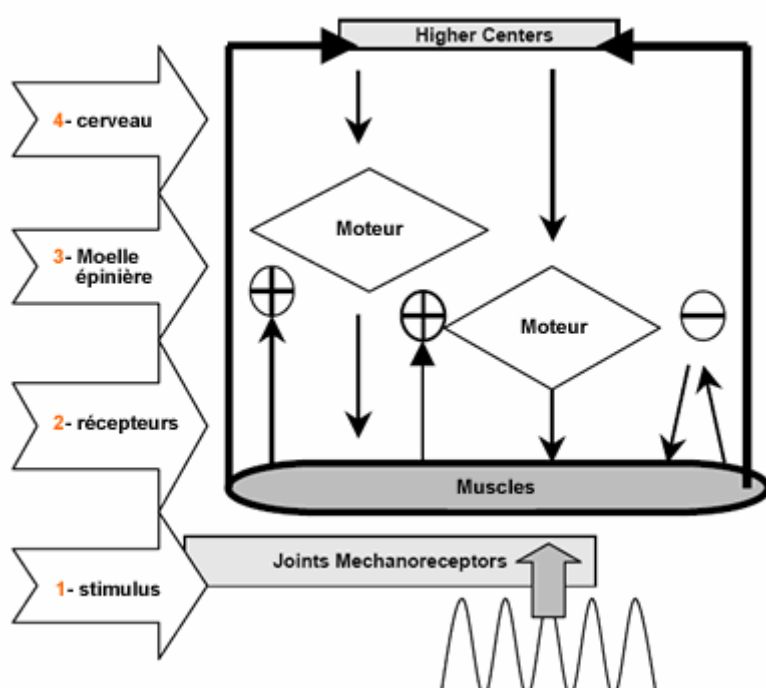 Higher Centers
4- cerveau
Moteur
3- Moelle
épinière
Moteur
2- récepteurs
Muscles
Joints Mechanoreceptors
1- stimulus